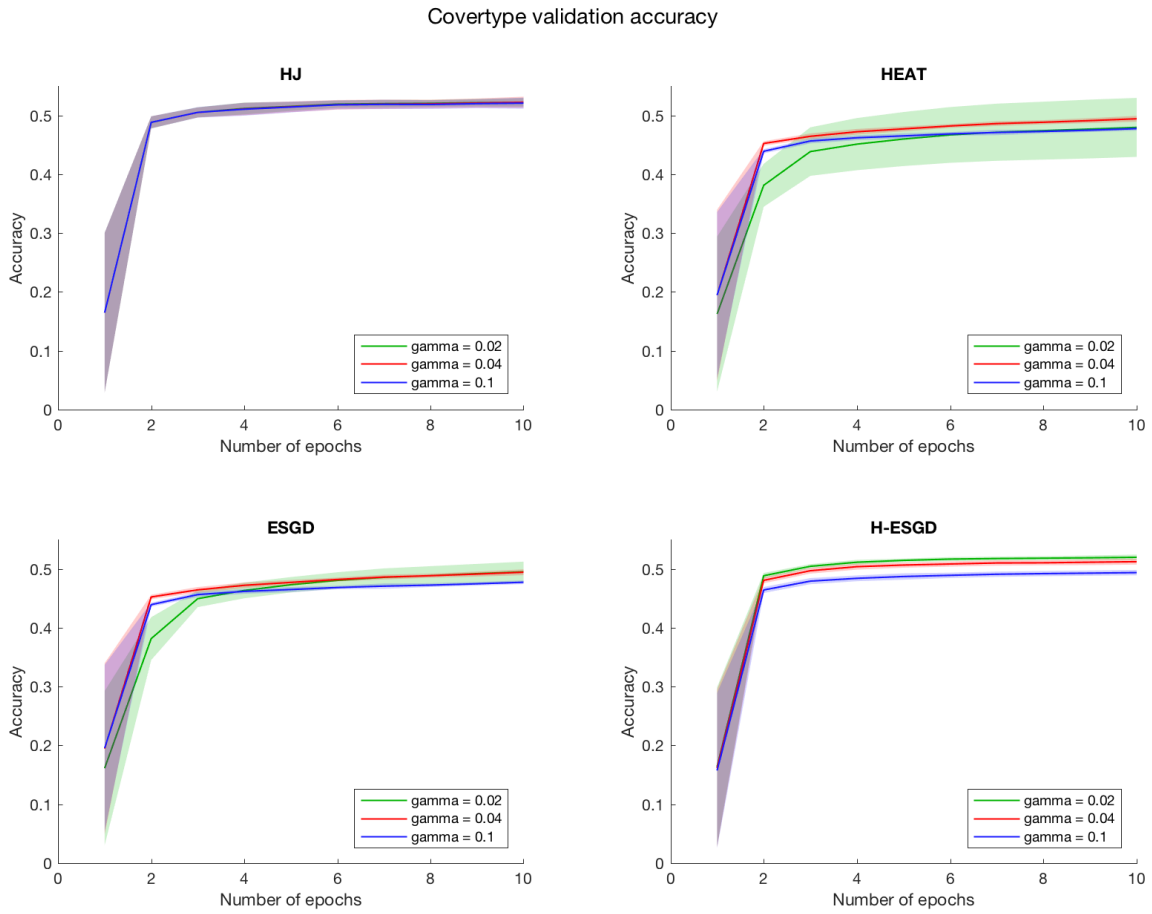 Covertype validation accuracy
HJ
Accuracy
0.5
0.4
0.3
0.2
0.1
0
0 2 4 6 8 10
Number of epochs
gamma = 0.02
gamma = 0.04
gamma = 0.1
HEAT
Accuracy
0.5
0.4
0.3
0.2
0.1
0
0 2 4 6 8 10
Number of epochs
gamma = 0.02
gamma = 0.04
gamma = 0.1
ESGD
Accuracy
0.5
0.4
0.3
0.2
0.1
0
0 2 4 6 8 10
Number of epochs
gamma = 0.02
gamma = 0.04
gamma = 0.1
H-ESGD
Accuracy
0.5
0.4
0.3
0.2
0.1
0
0 2 4 6 8 10
Number of epochs
gamma = 0.02
gamma = 0.04
gamma = 0.1